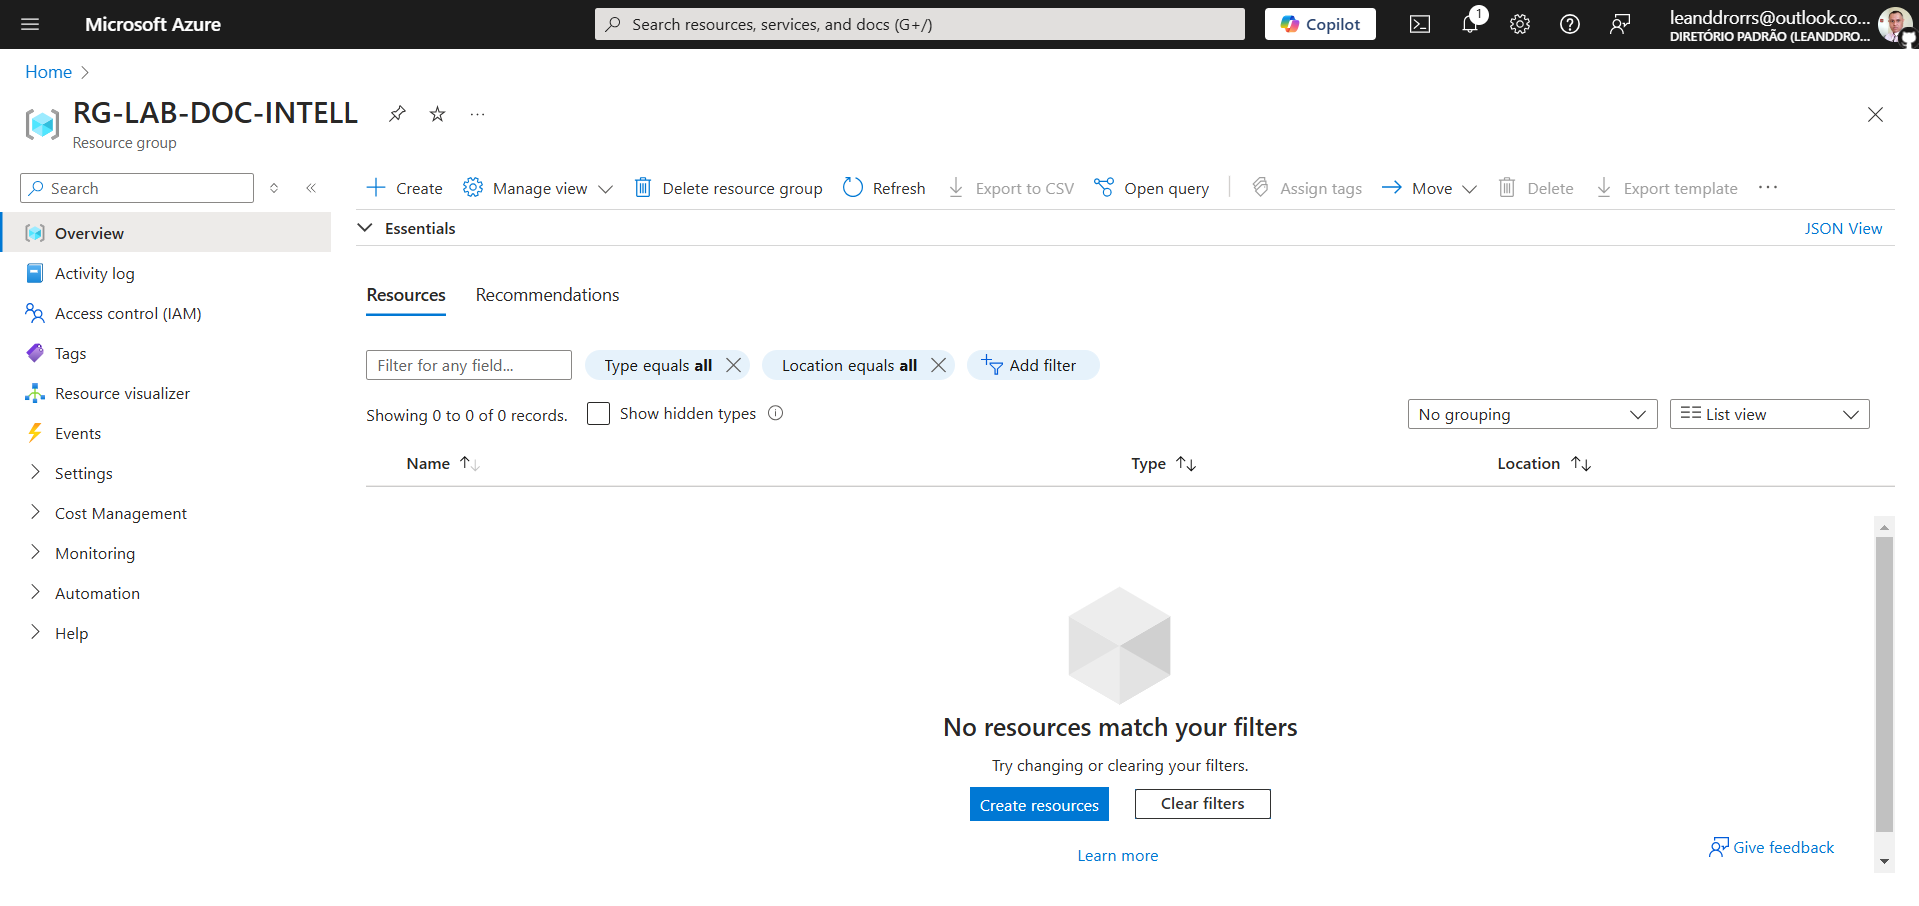 Microsoft Azure
Search resources, services, and docs (G+/)
Copilot
1
leanddrorrs@outlook.co...
DIRETÓRIO PADRÃO (LEANDDRO...
Home
RG-LAB-DOC-INTELL
Resource group
Search
Create
Manage view
Delete resource group
Refresh
Export to CSV
Open query
Assign tags
Move
Delete
Export template
Essentials
JSON View
Overview
Activity log
Access control (IAM)
Tags
Resource visualizer
Events
Settings
Cost Management
Monitoring
Automation
Help
Resources
Recommendations
Filter for any field...
Type equals all
Location equals all
Add filter
Showing 0 to 0 of 0 records.
Show hidden types
No grouping
List view
Name
Type
Location
No resources match your filters
Try changing or clearing your filters.
Create resources
Clear filters
Learn more
Give feedback